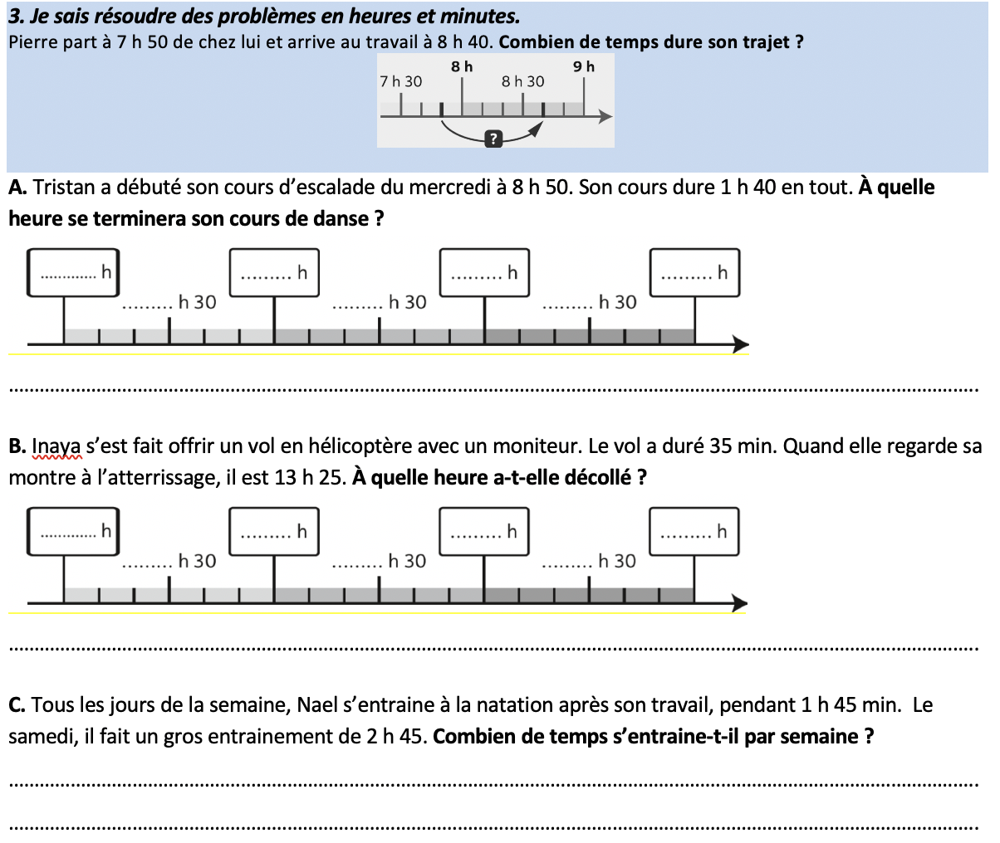 3. Je sais résoudre des problèmes en heures et minutes.
Pierre part à 7 h 50 de chez lui et arrive au travail à 8 h 40. Combien de temps dure son trajet ?
8 h 9 h
7 h 30 8 h 30
?
A. Tristan a débuté son cours d’escalade du mercredi à 8 h 50. Son cours dure 1 h 40 en tout. À quelle
heure se terminera son cours de danse ?
............. h ......... h ......... h ......... h
......... h 30 ......... h 30 ......... h 30
B. Inaya s’est fait offrir un vol en hélicoptère avec un moniteur. Le vol a duré 35 min. Quand elle regarde sa
montre à l’atterrissage, il est 13 h 25. À quelle heure a-t-elle décollé ?
............. h ......... h ......... h ......... h
......... h 30 ......... h 30 ......... h 30
C. Tous les jours de la semaine, Nael s’entraine à la natation après son travail, pendant 1 h 45 min. Le
samedi, il fait un gros entrainement de 2 h 45. Combien de temps s’entraine-t-il par semaine ?